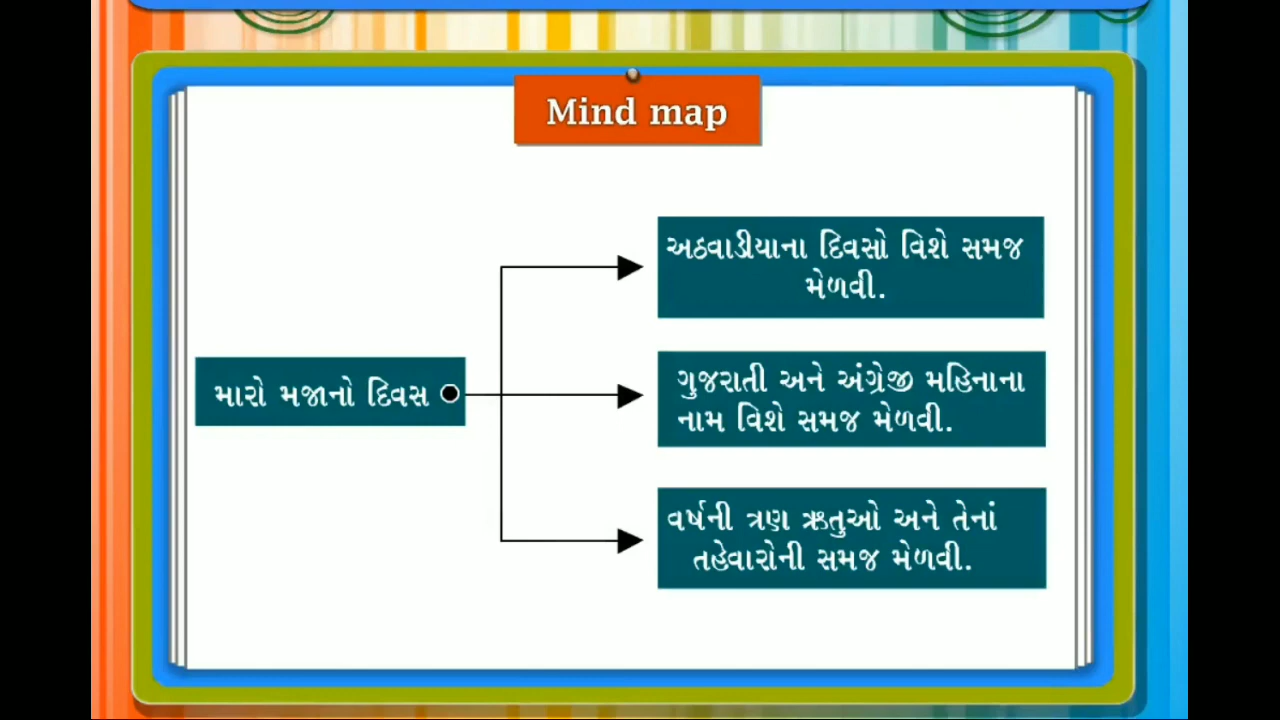 Mind map
અઠવાડીયાના દિવસો વિશે સમજ
મેળવી.
મારો મજાનો દિવસ
ગુજરાતી અને અંગ્રેજી મહિનાના
નામ વિશે સમજ મેળવી.
વર્ષની ત્રણ ઋતુઓ અને તેનાં
તહેવારોની સમજ મેળવી.